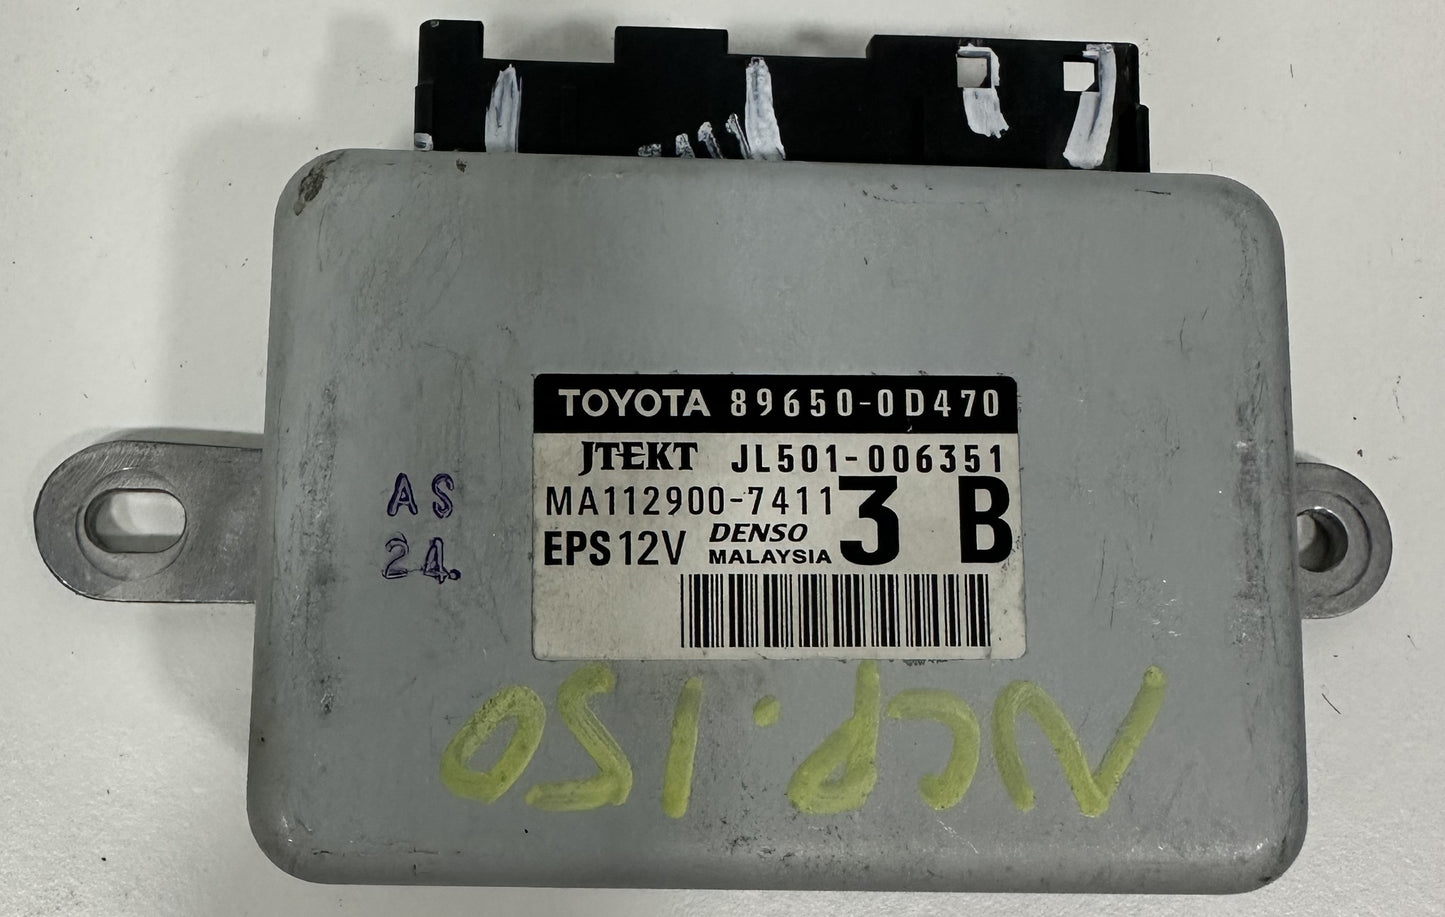 TOYOTA 89650-0D470
JTEKT JL501-006351
MA112900-7411 3 B
EPS 12V DENSO MALAYSIA
AS
24.
NCP.150